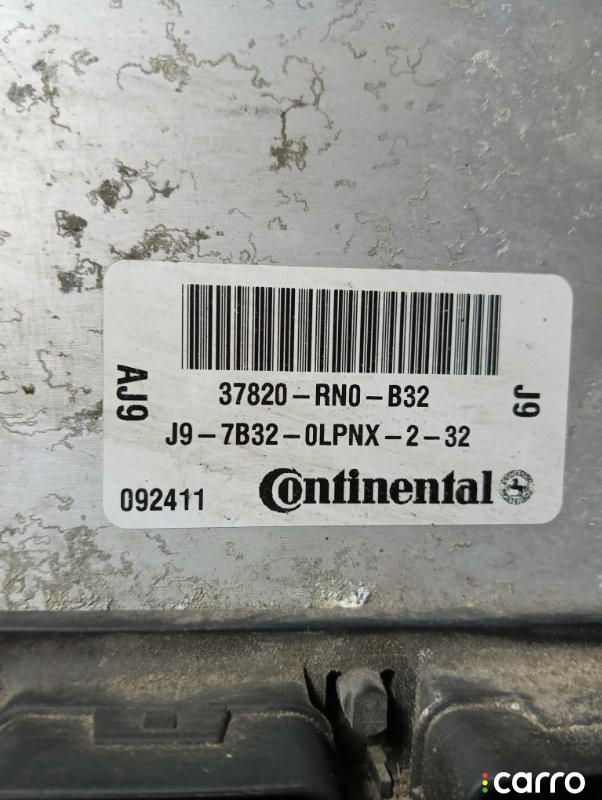 AJ9
37820-RN0-B32
J9
J9-7B32-0LPNX-2-32
092411
Continental
carro